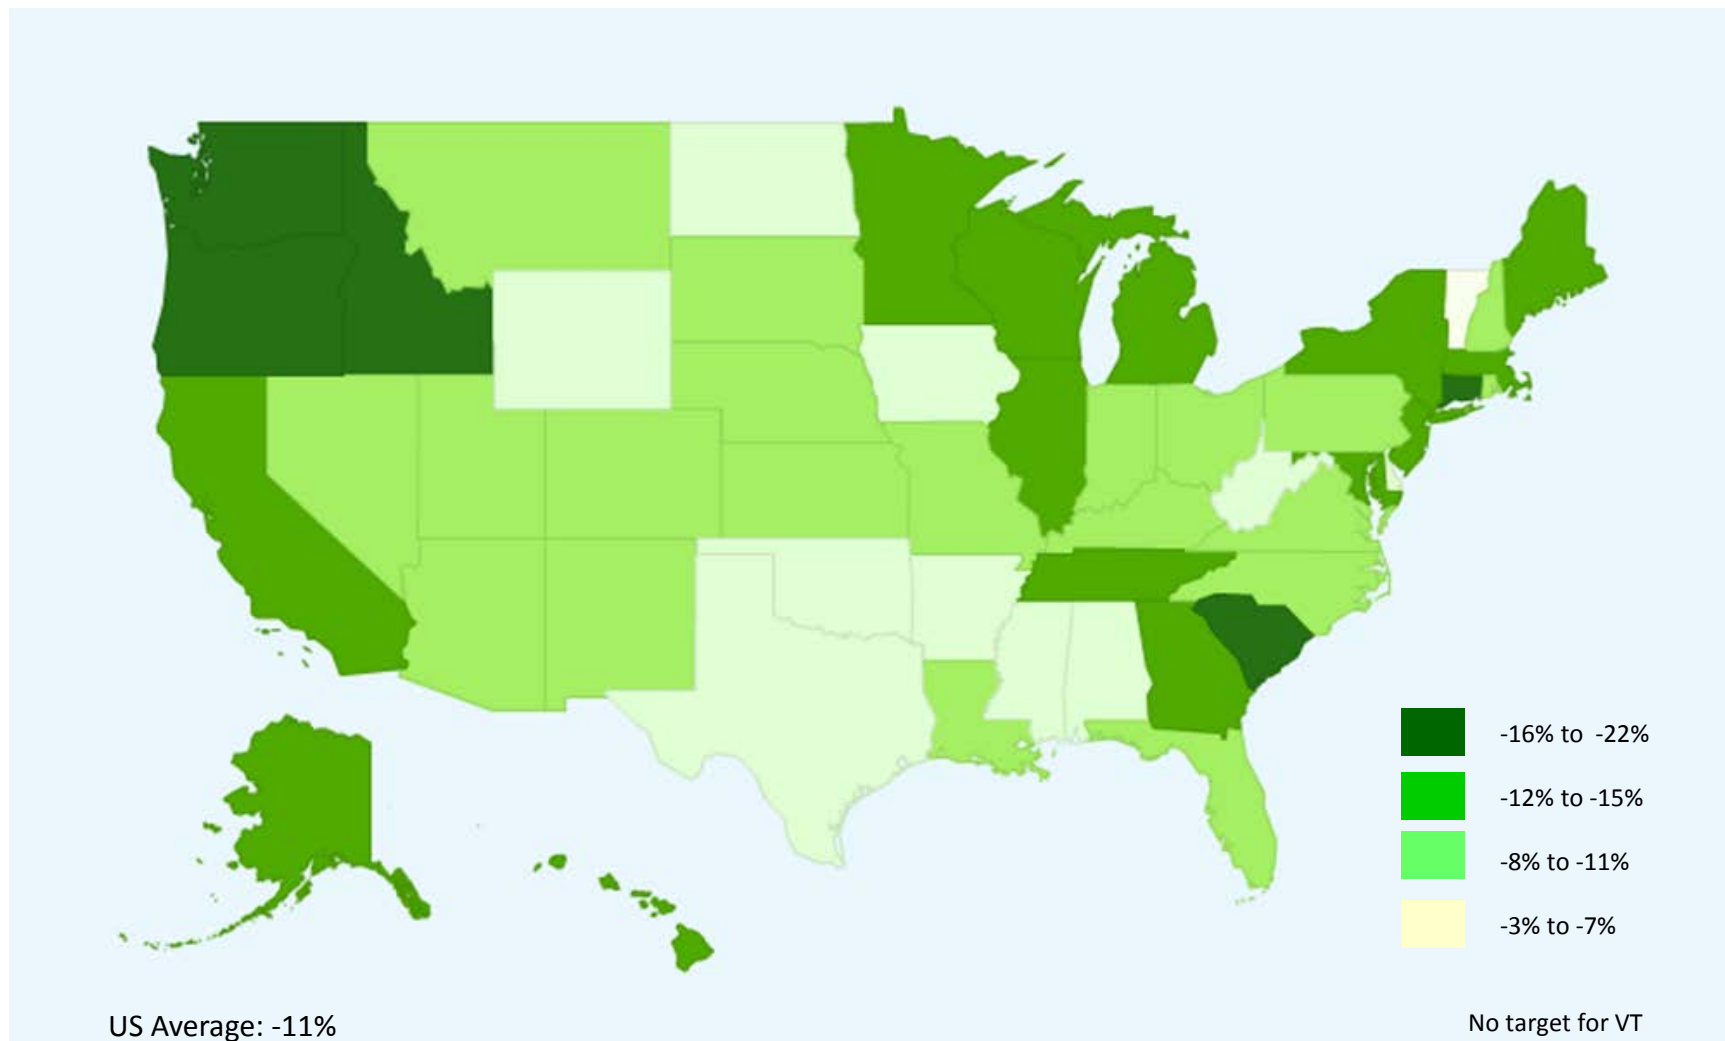 -16% to  -22%
-12% to -15%
-8% to -11%
-3% to -7%
US Average: -11%
No target for VT